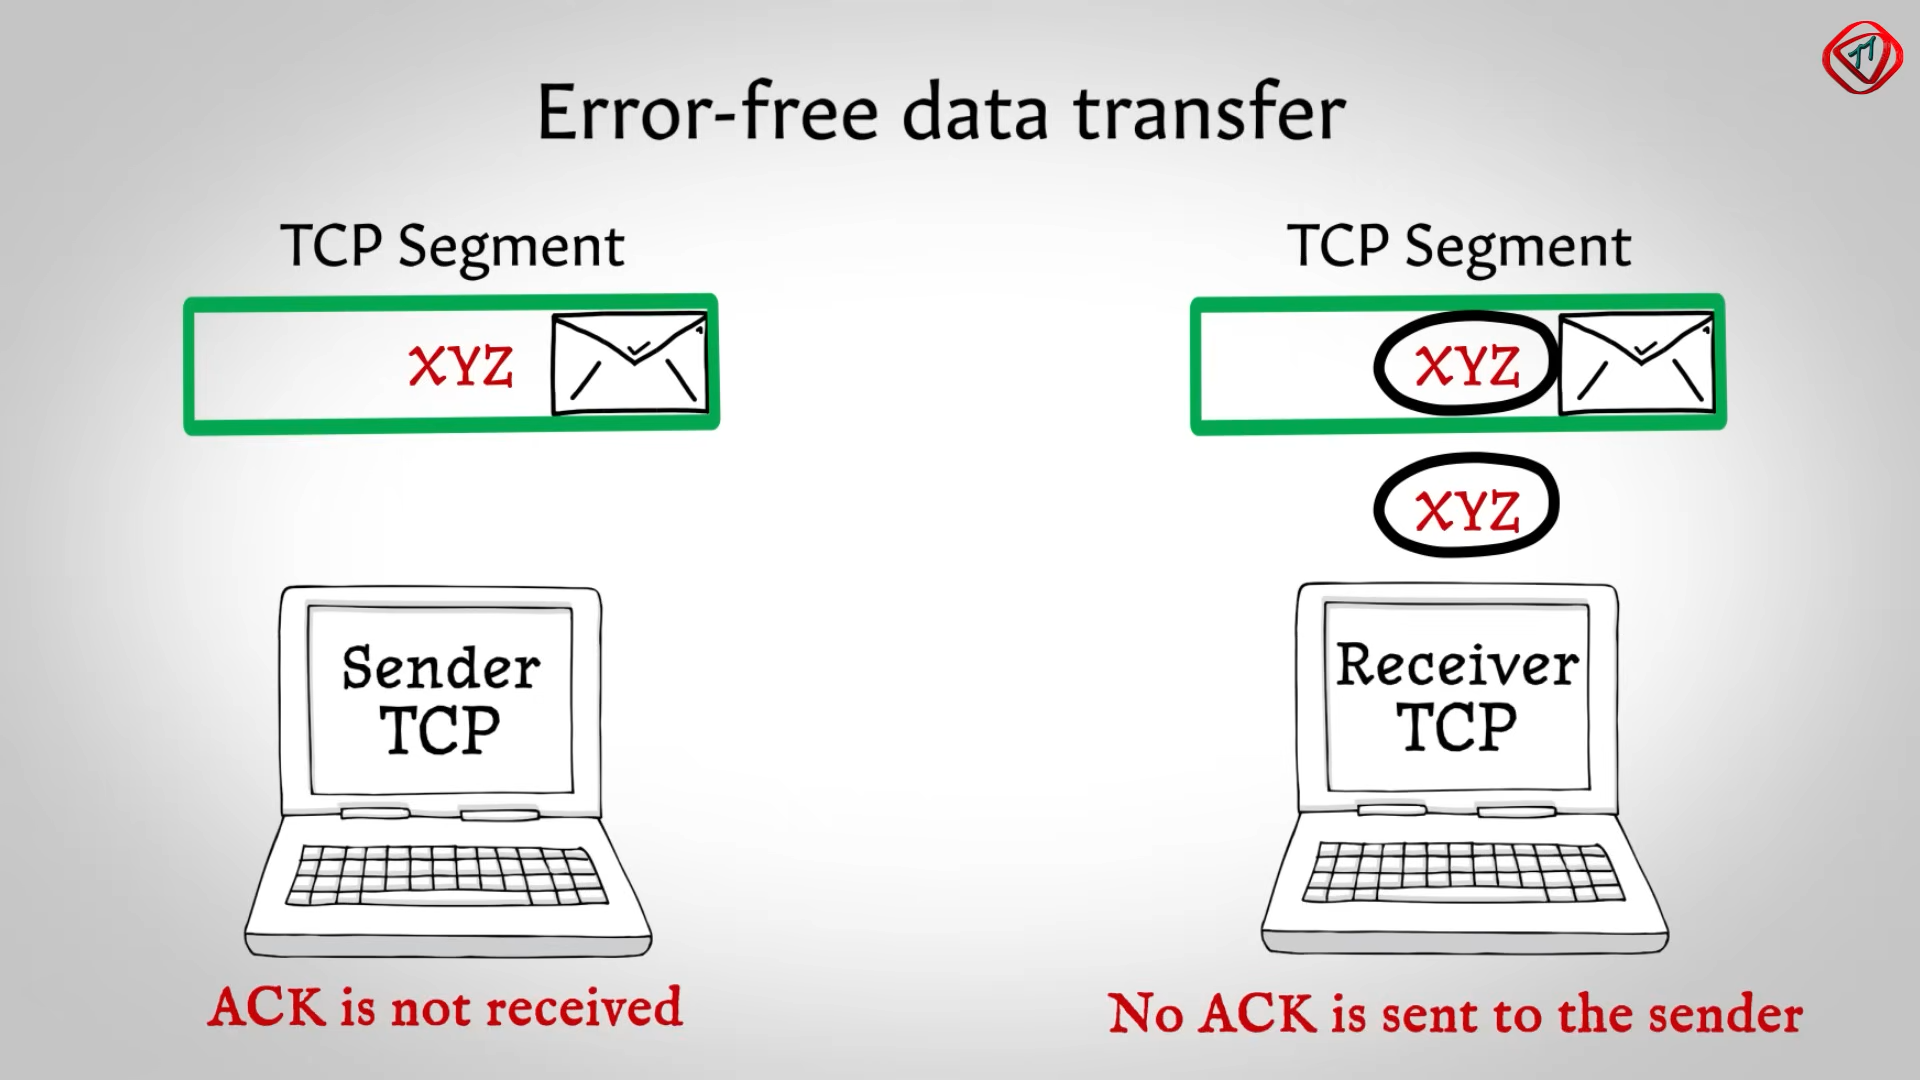 Error-free data transfer
TCP Segment
TCP Segment
XYZ
XYZ
XYZ
Sender
TCP
Receiver
TCP
ACK is not received
No ACK is sent to the sender